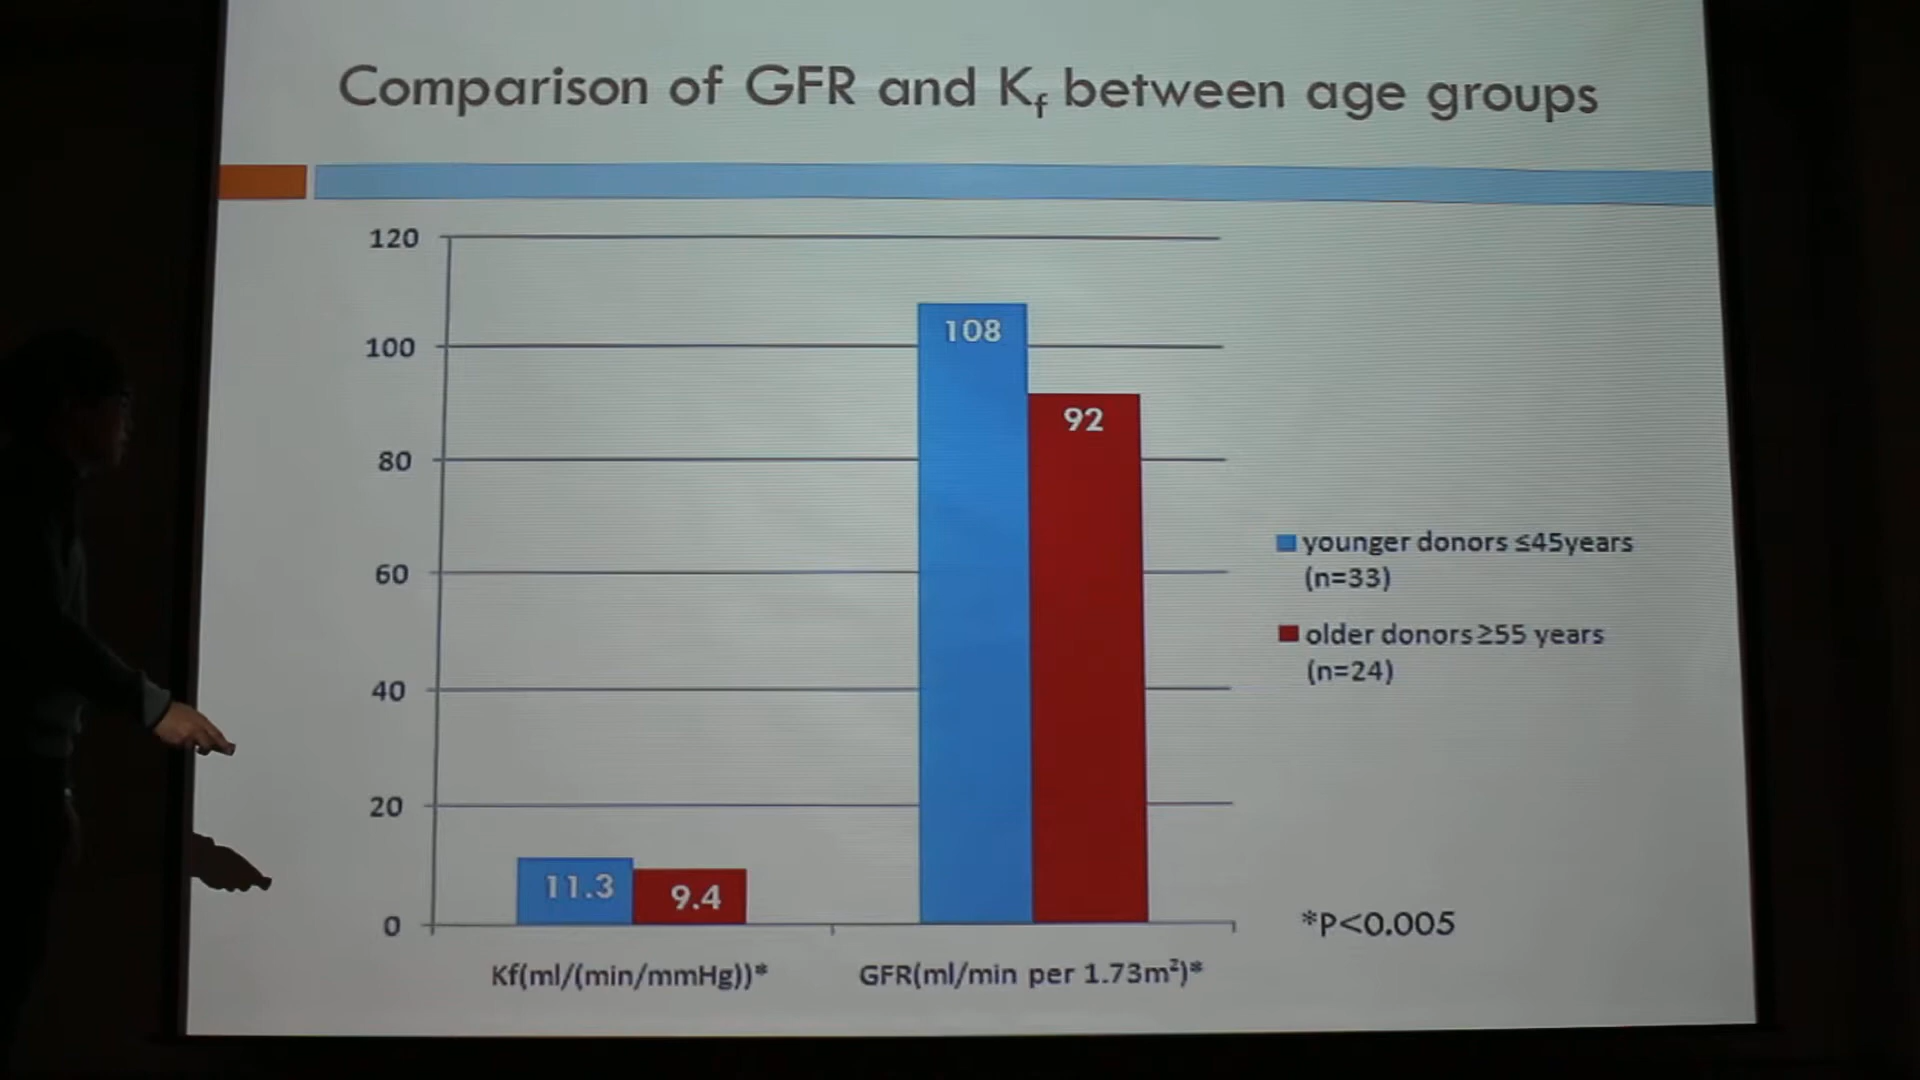 Comparison of GFR and Kf between age groups
120
100
80
60
40
20
0
108
92
11.3
9.4
Kf(ml/(min/mmHg))*
GFR(ml/min per 1.73m²)*
younger donors ≤45years
(n=33)
older donors≥55 years
(n=24)
*P<0.005